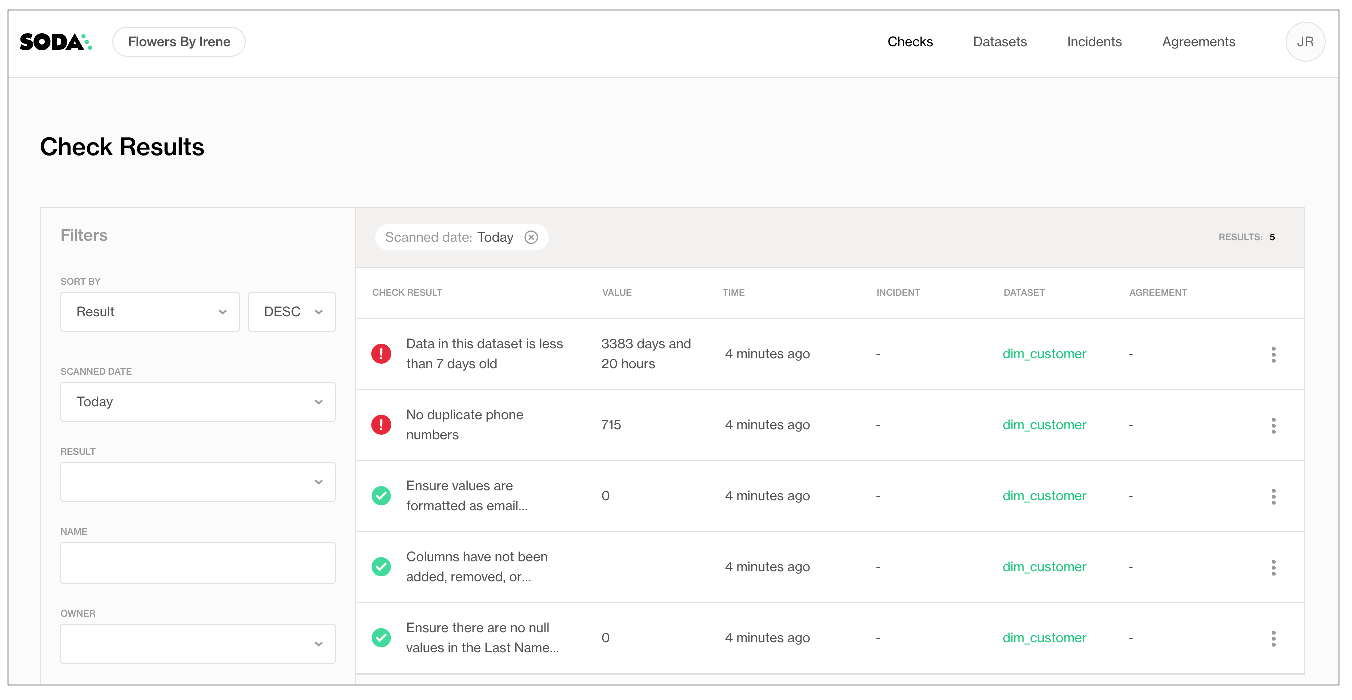 SODA
Flowers By Irene
Checks
Datasets
Incidents
Agreements
JR
Check Results
Filters
SORT BY
Result
DESC
SCANNED DATE
Today
RESULT
NAME
OWNER
Scanned date: Today
RESULTS: 5
CHECK RESULT
VALUE
TIME
INCIDENT
DATASET
AGREEMENT
Data in this dataset is less
than 7 days old
3383 days and
20 hours
4 minutes ago
-
dim_customer
-
No duplicate phone
numbers
715
4 minutes ago
-
dim_customer
-
Ensure values are
formatted as email...
0
4 minutes ago
-
dim_customer
-
Columns have not been
added, removed, or...
4 minutes ago
-
dim_customer
-
Ensure there are no null
values in the Last Name...
0
4 minutes ago
-
dim_customer
-